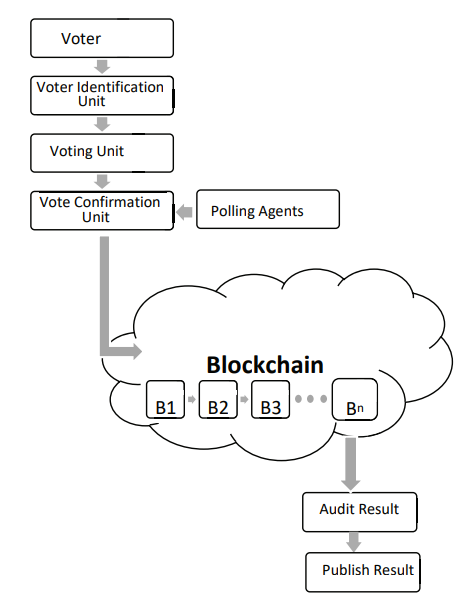 Voter
Voter Identification
Unit
Voting Unit
Vote Confirmation
Unit
Polling Agents
Blockchain
B1 B2 B3 Bn
Audit Result
Publish Result